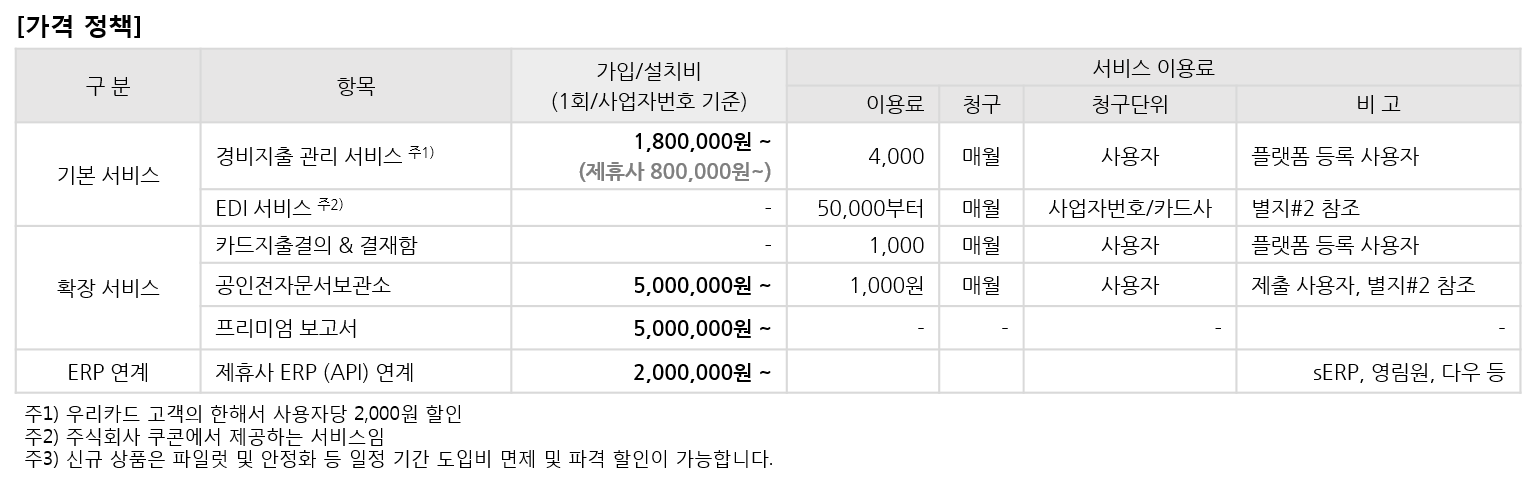 [가격 정책]
구 분 항목 가입/설치비 (1회/사업자번호 기준) 서비스 이용료
이용료 청구 청구단위 비 고
기본 서비스 경비지출 관리 서비스 주1) 1,800,000원 ~ (제휴사 800,000원~) 4,000 매월 사용자 플랫폼 등록 사용자
EDI 서비스 주2) - 50,000부터 매월 사업자번호/카드사 별지#2 참조
확장 서비스 카드지출결의 & 결재함 - 1,000 매월 사용자 플랫폼 등록 사용자
공인전자문서보관소 5,000,000원 ~ 1,000원 매월 사용자 제출 사용자, 별지#2 참조
프리미엄 보고서 5,000,000원 ~ - - - -
ERP 연계 제휴사 ERP (API) 연계 2,000,000원 ~ sERP, 영림원, 다우 등
주1) 우리카드 고객의 한해서 사용자당 2,000원 할인
주2) 주식회사 쿠콘에서 제공하는 서비스임
주3) 신규 상품은 파일럿 및 안정화 등 일정 기간 도입비 면제 및 파격 할인이 가능합니다.